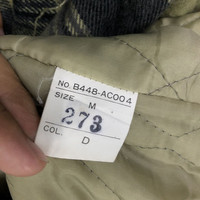 NO. B448-AC004
SIZE M
273
COL. D